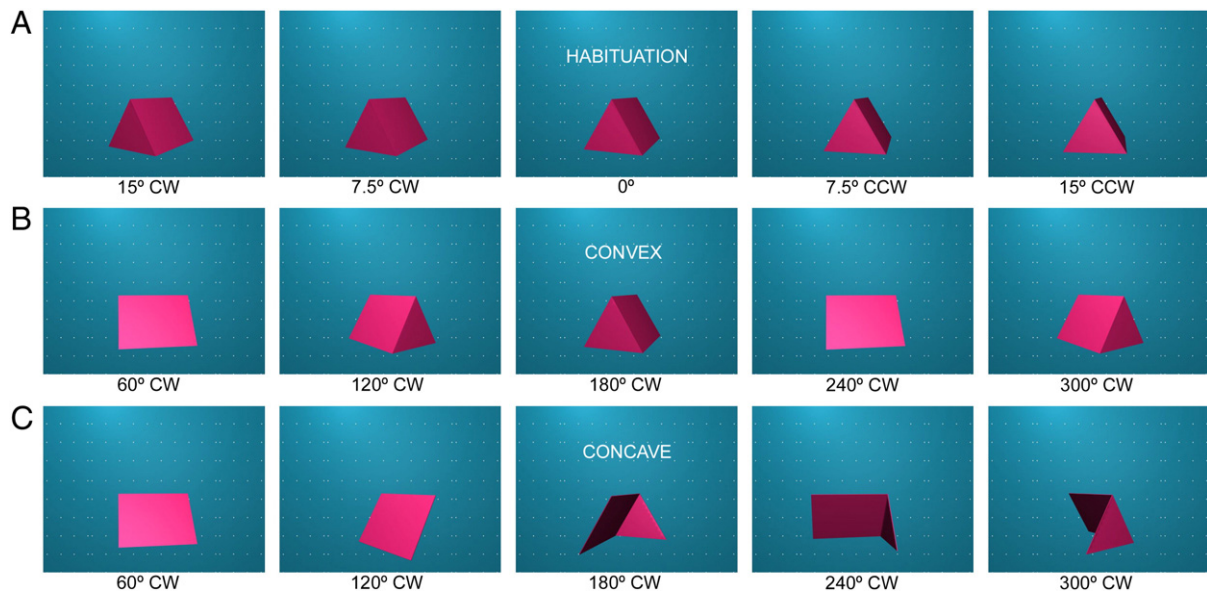 A
HABITUATION
15º CW
7.5º CW
0º
7.5º CCW
15º CCW
B
CONVEX
60º CW
120º CW
180º CW
240º CW
300º CW
C
CONCAVE
60º CW
120º CW
180º CW
240º CW
300º CW